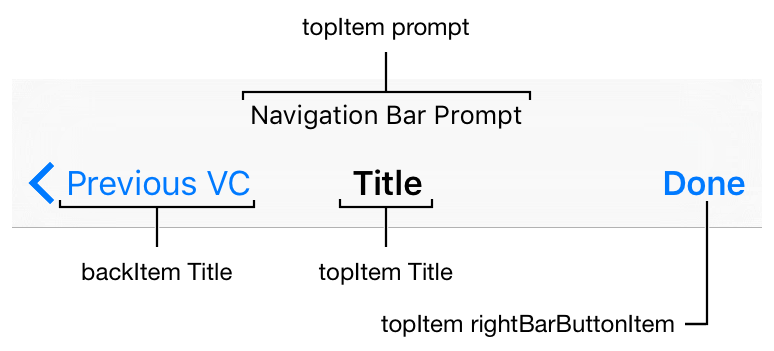 topItem prompt
Navigation Bar Prompt
Previous VC
Title
Done
backItem Title
topItem Title
topItem rightBarButtonItem